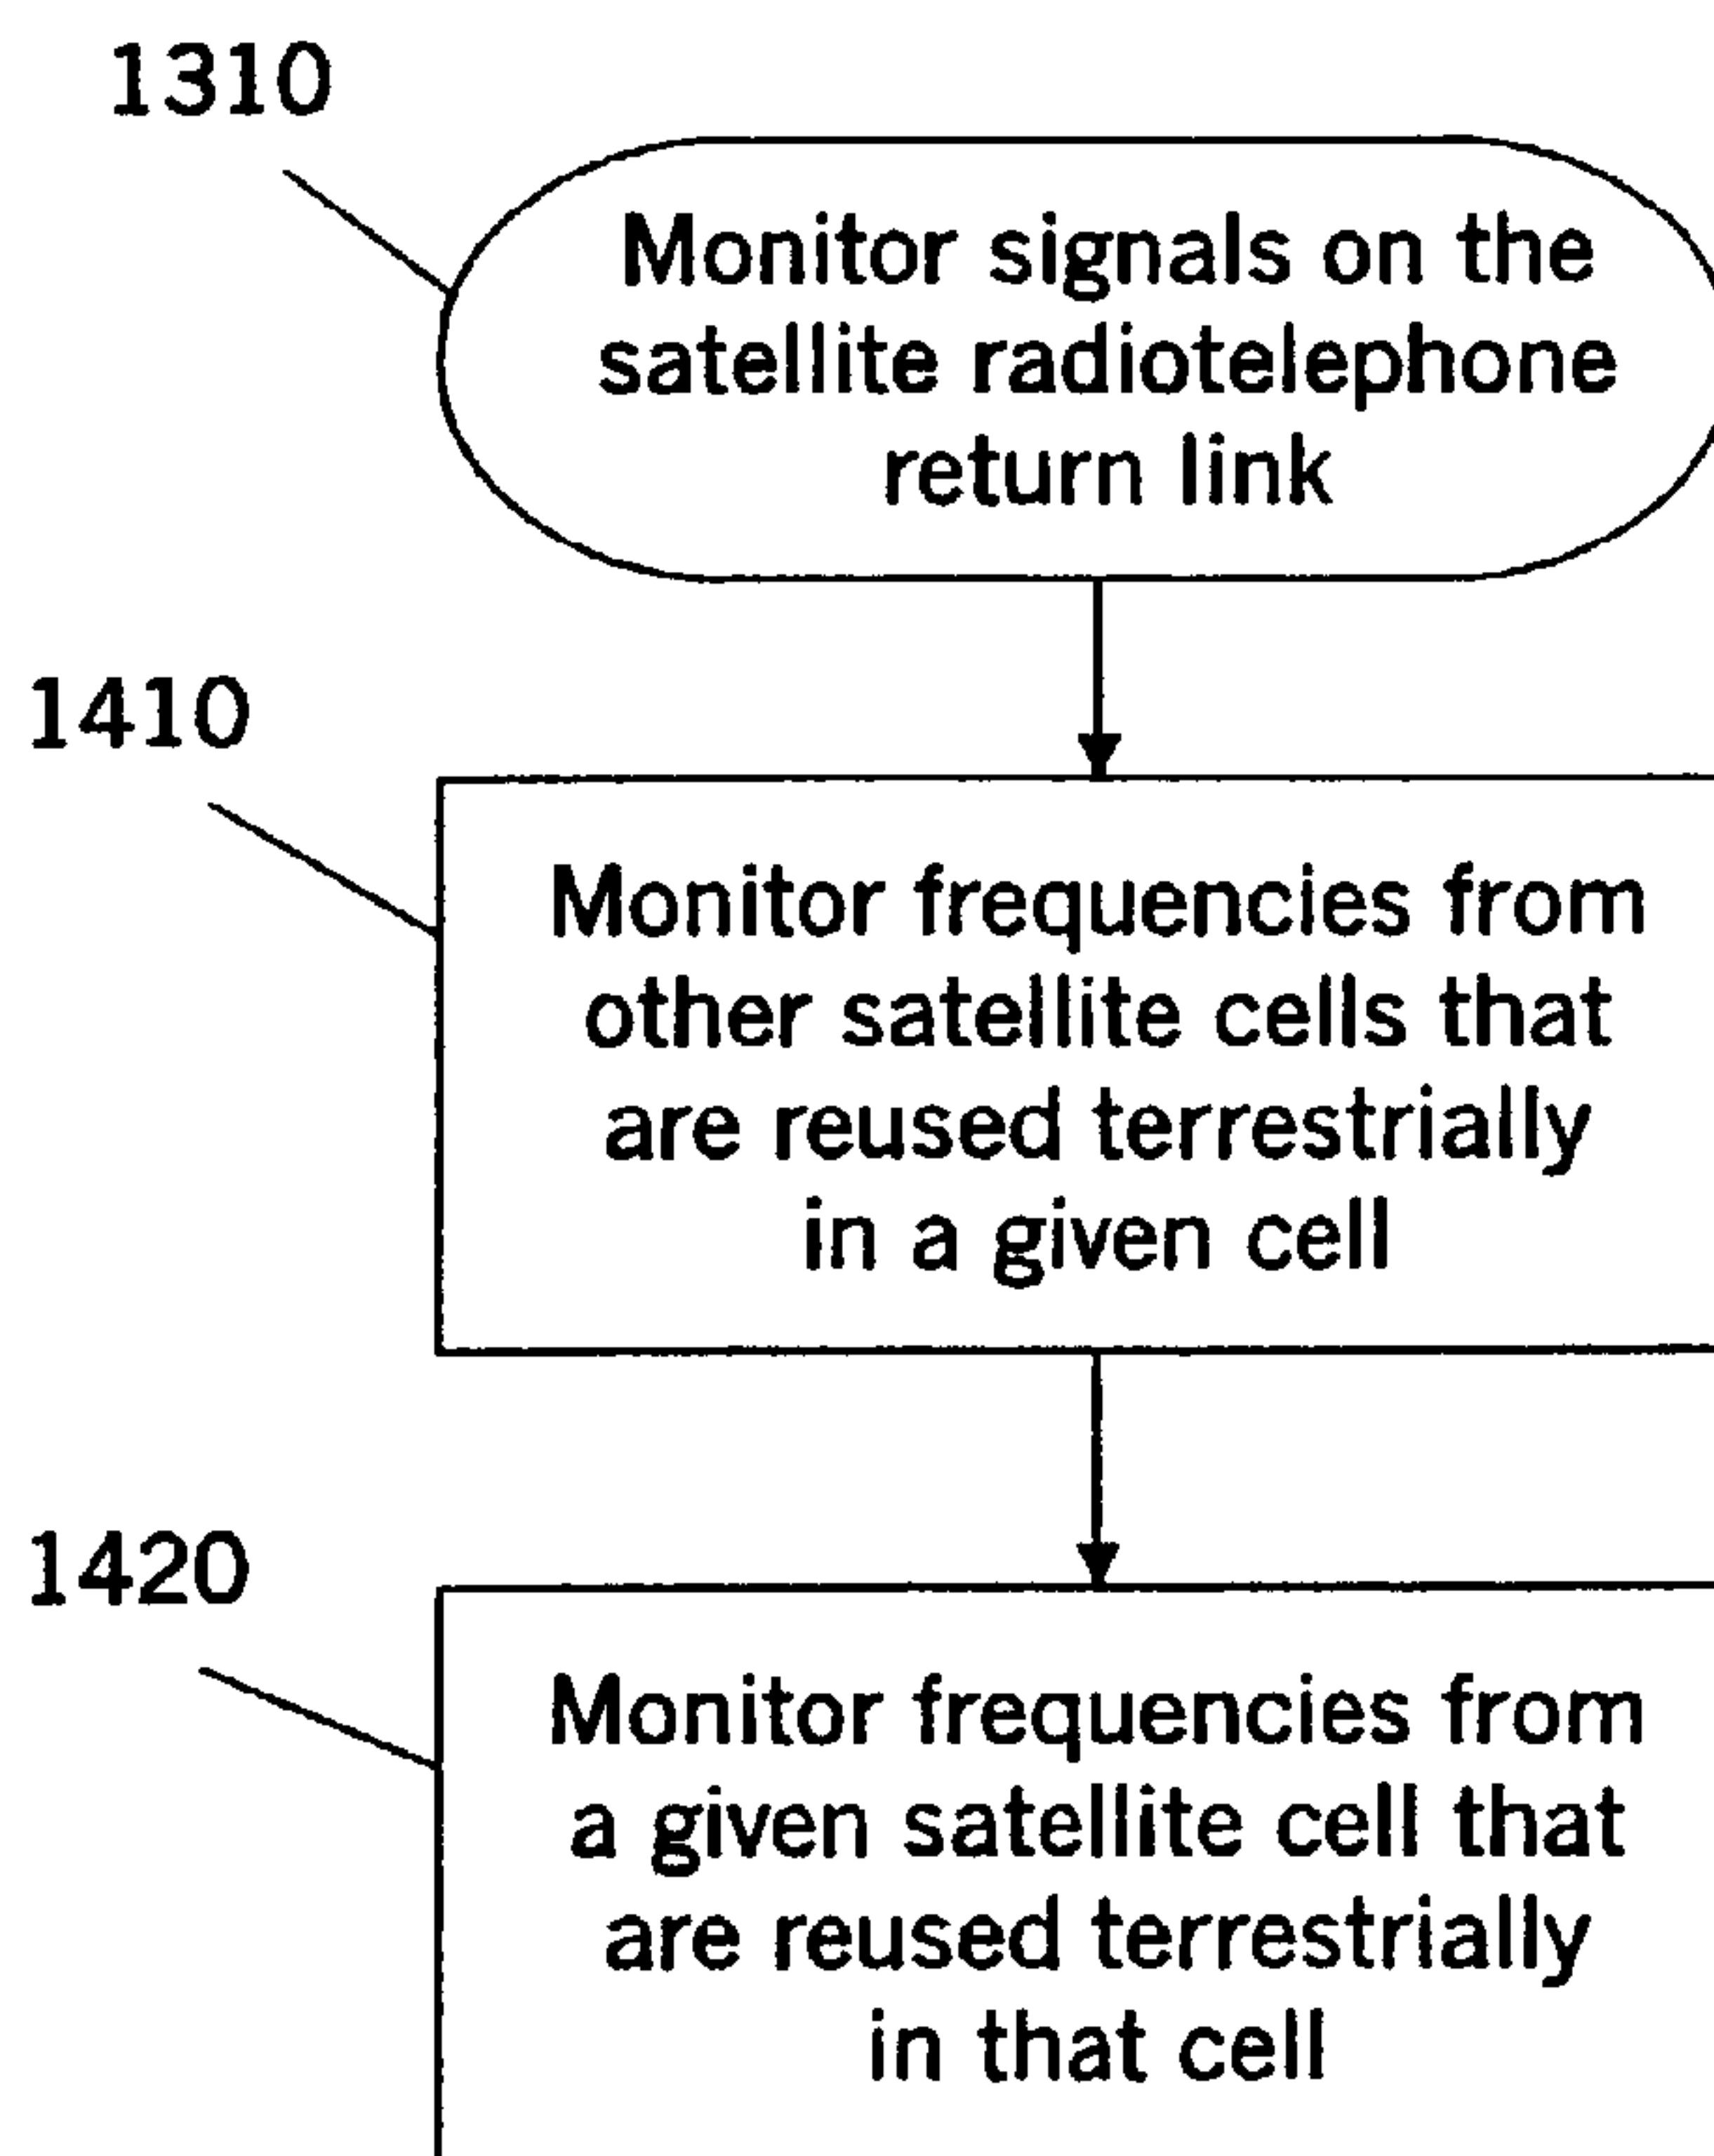 1310
Monitor signals on the
satellite radiotelephone
return link
1410
Monitor frequencies from
other satellite cells that
are reused terrestrially
in a given cell
1420
Monitor frequencies from
a given satellite cell that
are reused terrestrially
in that cell